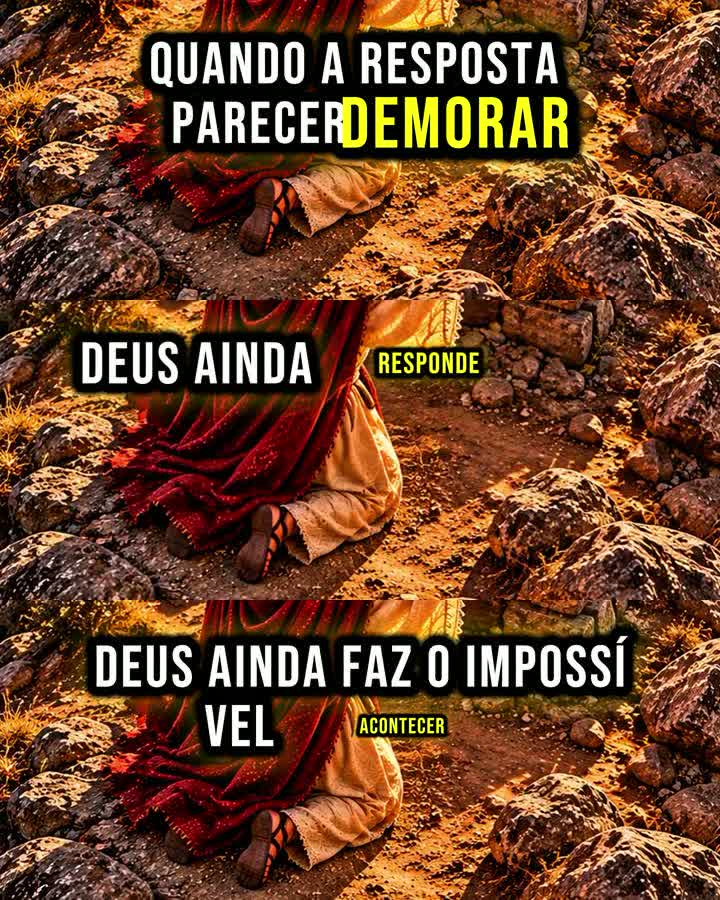 QUANDO A RESPOSTA
PARECER DEMORAR
DEUS AINDA RESPONDE
DEUS AINDA FAZ O IMPOSSÍ
VEL ACONTECER